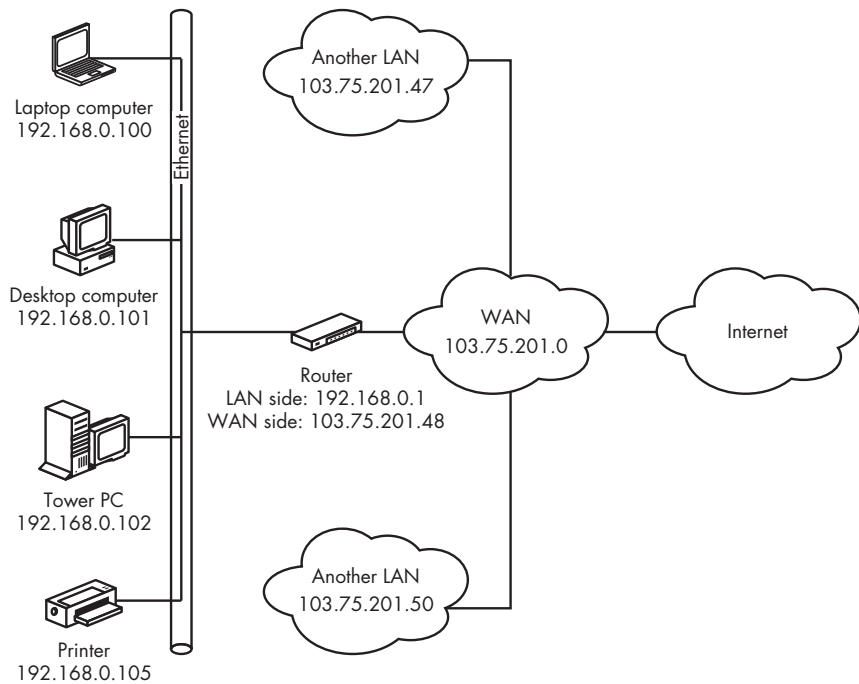 Laptop computer
192.168.0.100
Ethernet
Another LAN
103.75.201.47
Desktop computer
192.168.0.101
Router
LAN side: 192.168.0.1
WAN side: 103.75.201.48
WAN
103.75.201.0
Internet
Tower PC
192.168.0.102
Another LAN
103.75.201.50
Printer
192.168.0.105